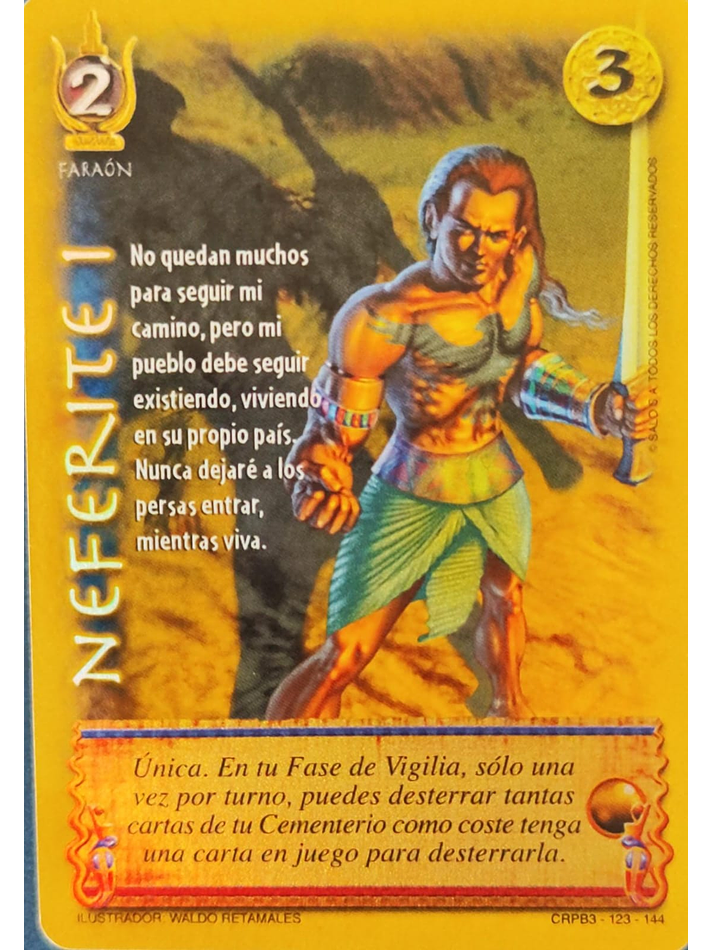 2
3
FARAÓN
NEFERITE I
No quedan muchos
para seguir mi
camino, pero mi
pueblo debe seguir
existiendo, viviendo
en su propio país.
Nunca dejaré a los
persas entrar,
mientras viva.
© SALO S A TODOS LOS DERECHOS RESERVADOS
Única. En tu Fase de Vigilia, sólo una
vez por turno, puedes desterrar tantas
cartas de tu Cementerio como coste tenga
una carta en juego para desterrarla.
ILUSTRADOR: WALDO RETAMALES
CRPB3 - 123 - 144